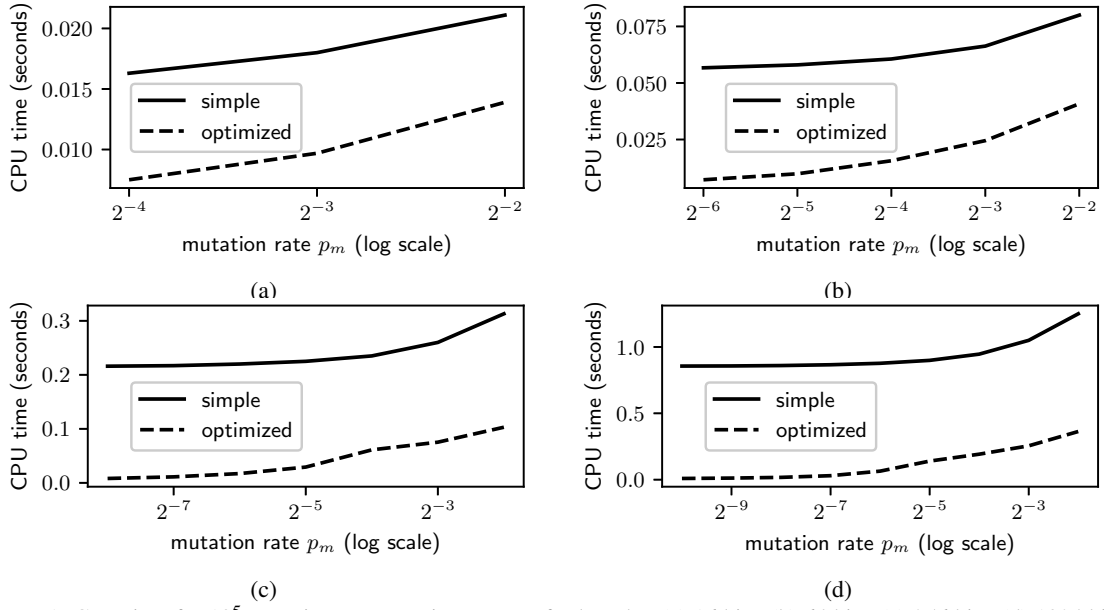 CPU time (seconds)
0.020
0.015
0.010
simple
optimized
2⁻⁴ 2⁻³ 2⁻²
mutation rate pₘ (log scale)
(a)
CPU time (seconds)
0.075
0.050
0.025
simple
optimized
2⁻⁶ 2⁻⁵ 2⁻⁴ 2⁻³ 2⁻²
mutation rate pₘ (log scale)
(b)
CPU time (seconds)
0.3
0.2
0.1
0.0
simple
optimized
2⁻⁷ 2⁻⁵ 2⁻³
mutation rate pₘ (log scale)
(c)
CPU time (seconds)
1.0
0.5
0.0
simple
optimized
2⁻⁹ 2⁻⁷ 2⁻⁵ 2⁻³
mutation rate pₘ (log scale)
(d)